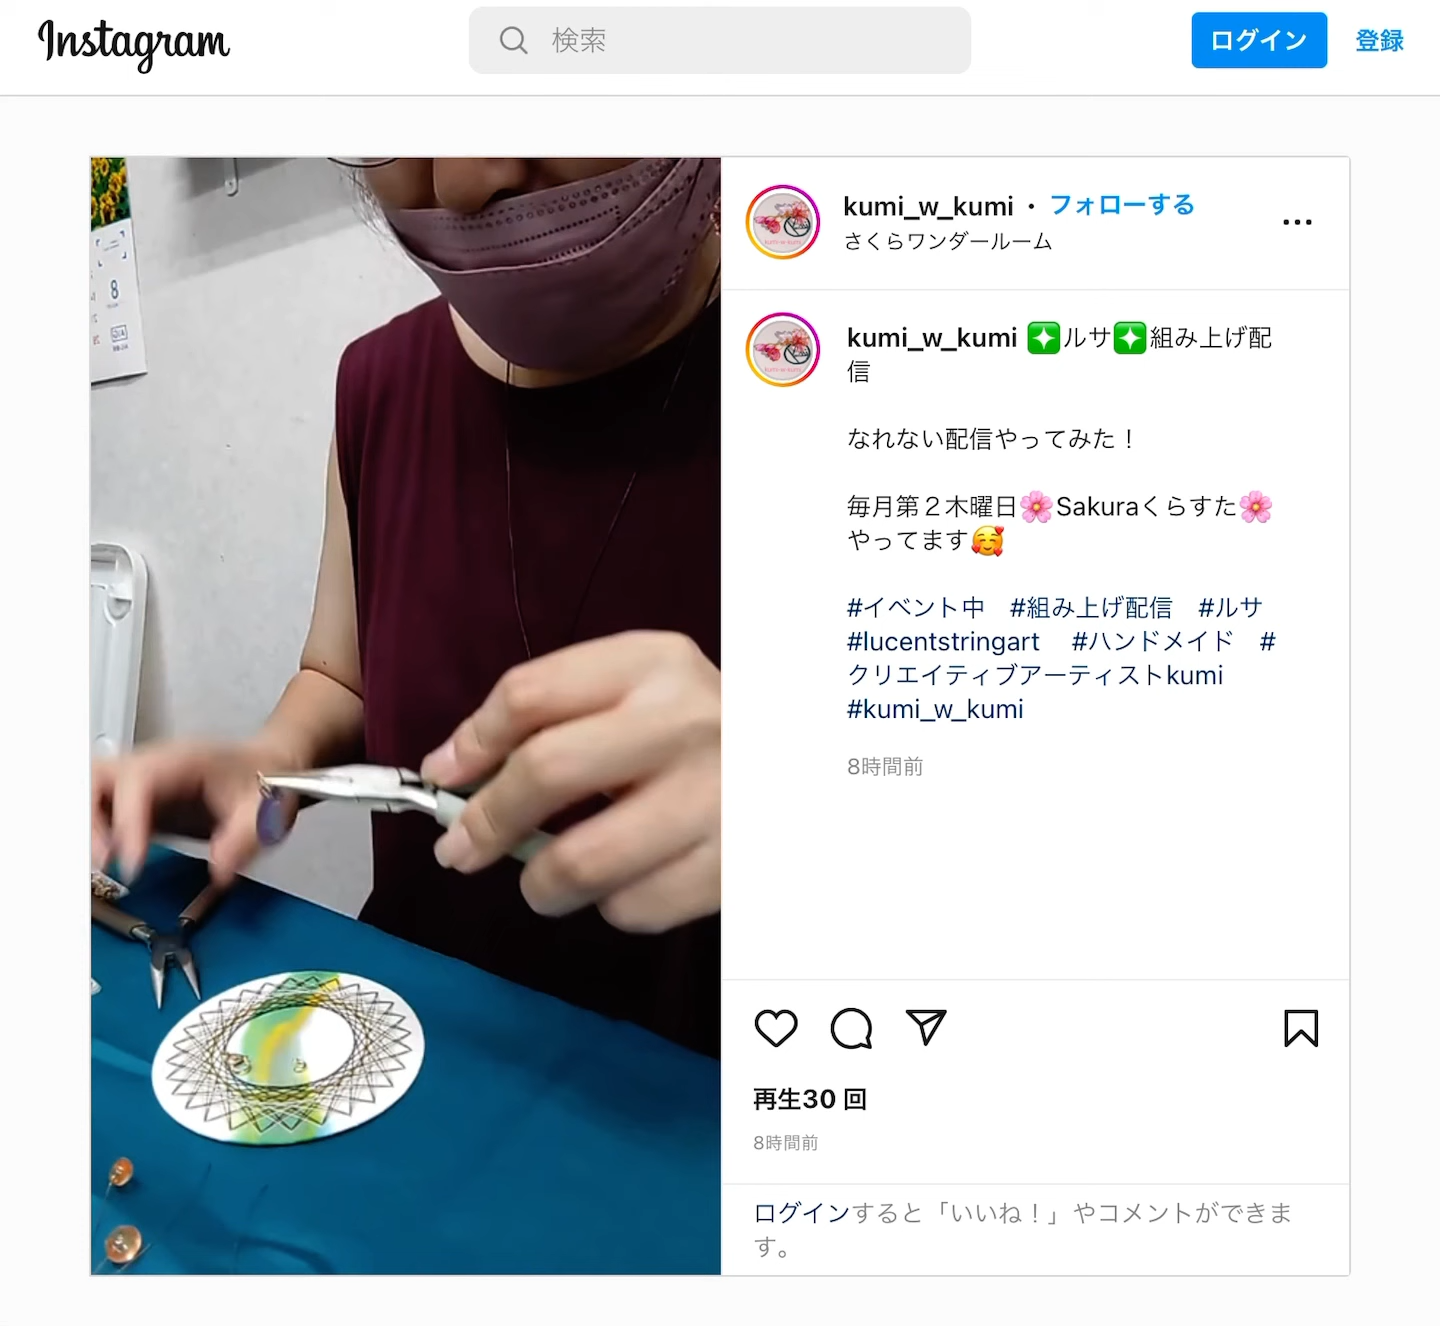 Instagram
検索
ログイン
登録
8
kumi_w_kumi • フォローする
さくらワンダールーム
kumi_w_kumi ❇️ルサ❇️組み上げ配
信
なれない配信やってみた！
毎月第２木曜日🌸Sakuraくらすた🌸
やってます🥰
#イベント中　#組み上げ配信　#ルサ
#lucentstringart　#ハンドメイド　#
クリエイティブアーティストkumi
#kumi_w_kumi
8時間前
再生30 回
8時間前
ログインすると「いいね！」やコメントができま
す。